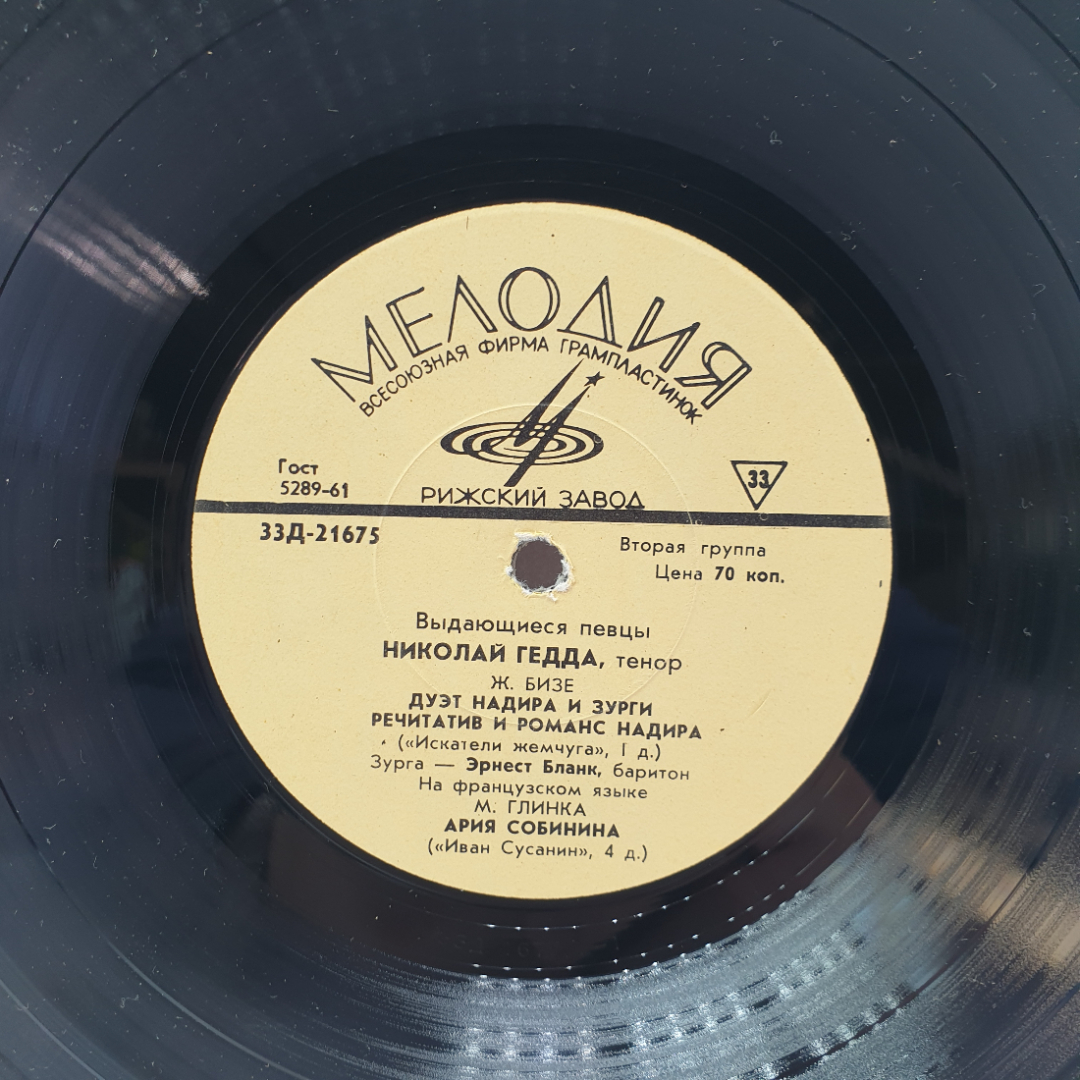 МЕЛОДИЯ
ВСЕСОЮЗНАЯ ФИРМА ГРАМПЛАСТИНОК
Гост
5289-61
РИЖСКИЙ ЗАВОД
33
33Д-21675
Вторая группа
Цена 70 коп.
Выдающиеся певцы
НИКОЛАЙ ГЕДДА, тенор
Ж. БИЗЕ
ДУЭТ НАДИРА И ЗУРГИ
РЕЧИТАТИВ И РОМАНС НАДИРА
(«Искатели жемчуга», I д.)
Зурга — Эрнест Бланк, баритон
На французском языке
М. ГЛИНКА
АРИЯ СОБИНИНА
(«Иван Сусанин», 4 д.)